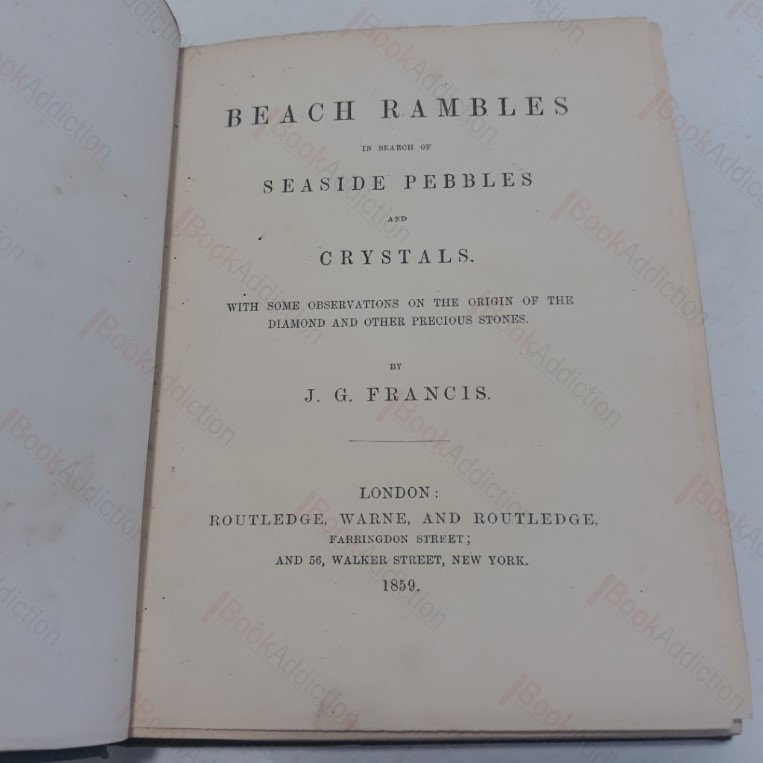 BEACH RAMBLES
IN SEARCH OF
SEASIDE PEBBLES
AND
CRYSTALS.
WITH SOME OBSERVATIONS ON THE ORIGIN OF THE
DIAMOND AND OTHER PRECIOUS STONES.
BY
J. G. FRANCIS.
LONDON:
ROUTLEDGE, WARNE, AND ROUTLEDGE,
FARRINGDON STREET;
AND 56, WALKER STREET, NEW YORK.
1859.
BookAddiction